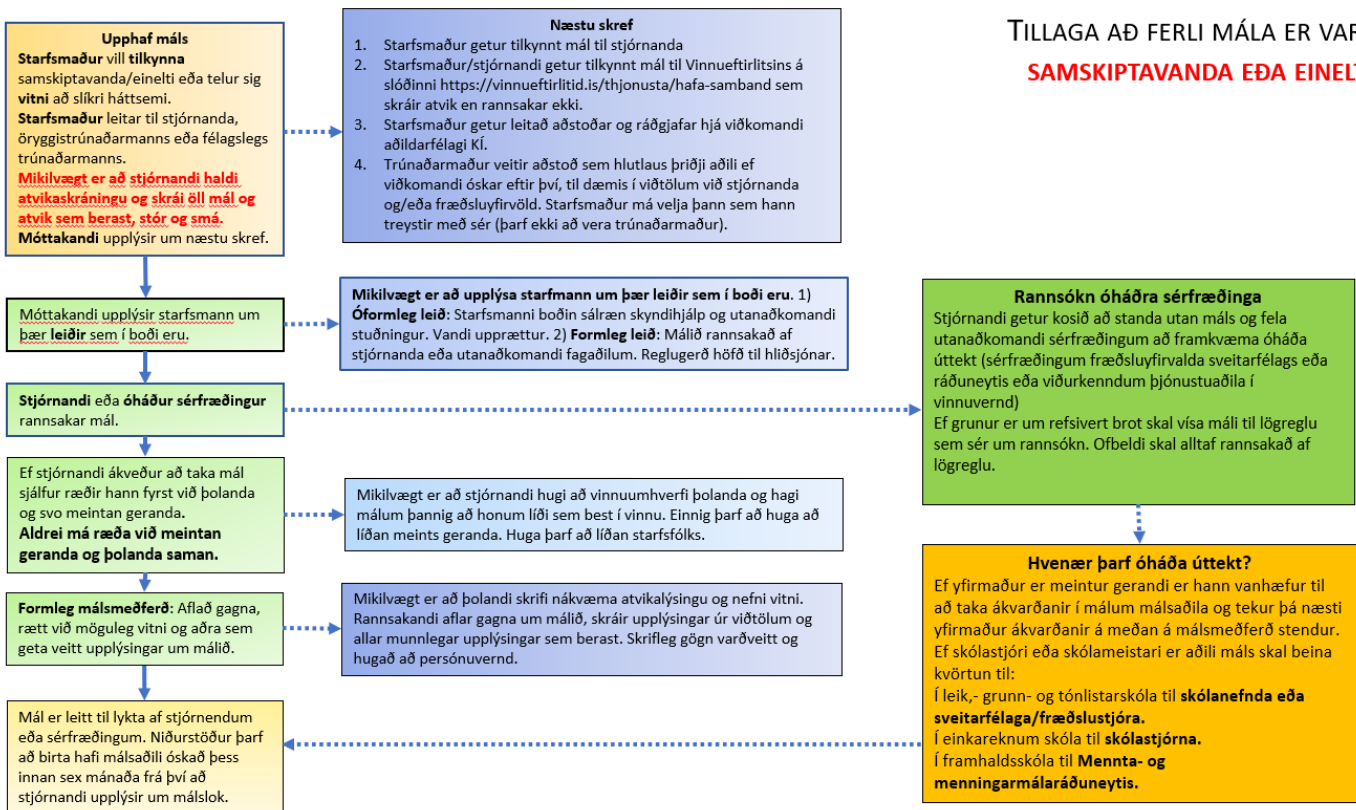 TILLAGA AÐ FERLI MÁLA ER VAR
SAMSKIPTAVANDA EÐA EINELT
Upphaf máls
Starfsmaður vill tilkynna
samskiptavanda/einelti eða telur sig
vitni að slíkri háttsemi.
Starfsmaður leitar til stjórnanda,
öryggistrúnaðarmanns eða félagslegs
trúnaðarmanns.
Mikilvægt er að stjórnandi haldi
atvikaskráningu og skrái öll mál og
atvik sem berast, stór og smá.
Móttakandi upplýsir um næstu skref.
Næstu skref
1. Starfsmaður getur tilkynnt mál til stjórnanda
2. Starfsmaður/stjórnandi getur tilkynnt mál til Vinnueftirlitsins á
slóðinni https://vinnueftirlitid.is/thjonusta/hafa-samband sem
skráir atvik en rannsakar ekki.
3. Starfsmaður getur leitað aðstoðar og ráðgjafar hjá viðkomandi
aðildarfélagi KÍ.
4. Trúnaðarmaður veitir aðstoð sem hlutlaus þriðji aðili ef
viðkomandi óskar eftir því, til dæmis í viðtölum við stjórnanda
og/eða fræðsluyfirvöld. Starfsmaður má velja þann sem hann
treystir með sér (þarf ekki að vera trúnaðarmaður).
Móttakandi upplýsir starfsmann um
þær leiðir sem í boði eru.
Mikilvægt er að upplýsa starfmann um þær leiðir sem í boði eru. 1)
Óformleg leið: Starfsmanni boðin sálræn skyndihjálp og utanaðkomandi
stuðningur. Vandi upprættur. 2) Formleg leið: Málið rannsakað af
stjórnanda eða utanaðkomandi fagaðilum. Reglugerð höfð til hliðsjónar.
Stjórnandi eða óháður sérfræðingur
rannsakar mál.
Rannsókn óháðra sérfræðinga
Stjórnandi getur kosið að standa utan máls og fela
utanaðkomandi sérfræðingum að framkvæma óháða
úttekt (sérfræðingum fræðsluyfirvalda sveitarfélags eða
ráðuneytis eða viðurkenndum þjónustuaðila í
vinnuvernd)
Ef grunur er um refsivert brot skal vísa máli til lögreglu
sem sér um rannsókn. Ofbeldi skal alltaf rannsakað af
lögreglu.
Ef stjórnandi ákveður að taka mál
sjálfur ræðir hann fyrst við þolanda
og svo meintan geranda.
Aldrei má ræða við meintan
geranda og þolanda saman.
Mikilvægt er að stjórnandi hugi að vinnuumhverfi þolanda og hagi
málum þannig að honum líði sem best í vinnu. Einnig þarf að huga að
líðan meints geranda. Huga þarf að líðan starfsfólks.
Formleg málsmeðferð: Aflað gagna,
rætt við möguleg vitni og aðra sem
geta veitt upplýsingar um málið.
Mikilvægt er að þolandi skrifi nákvæma atvikalýsingu og nefni vitni.
Rannsakandi aflar gagna um málið, skráir upplýsingar úr viðtölum og
allar munnlegar upplýsingar sem berast. Skrifleg gögn varðveitt og
hugað að persónuvernd.
Hvenær þarf óháða úttekt?
Ef yfirmaður er meintur gerandi er hann vanhæfur til
að taka ákvarðanir í málum málsaðila og tekur þá næsti
yfirmaður ákvarðanir á meðan á málsmeðferð stendur.
Ef skólastjóri eða skólameistari er aðili máls skal beina
kvörtun til:
Í leik,- grunn- og tónlistarskóla til skólanefnda eða
sveitarfélaga/fræðslustjóra.
Í einkareknum skóla til skólastjórna.
Í framhaldsskóla til Mennta- og
menningarmálaráðuneytis.
Mál er leitt til lykta af stjórnendum
eða sérfræðingum. Niðurstöður þarf
að birta hafi málsaðili óskað þess
innan sex mánaða frá því að
stjórnandi upplýsir um málslok.